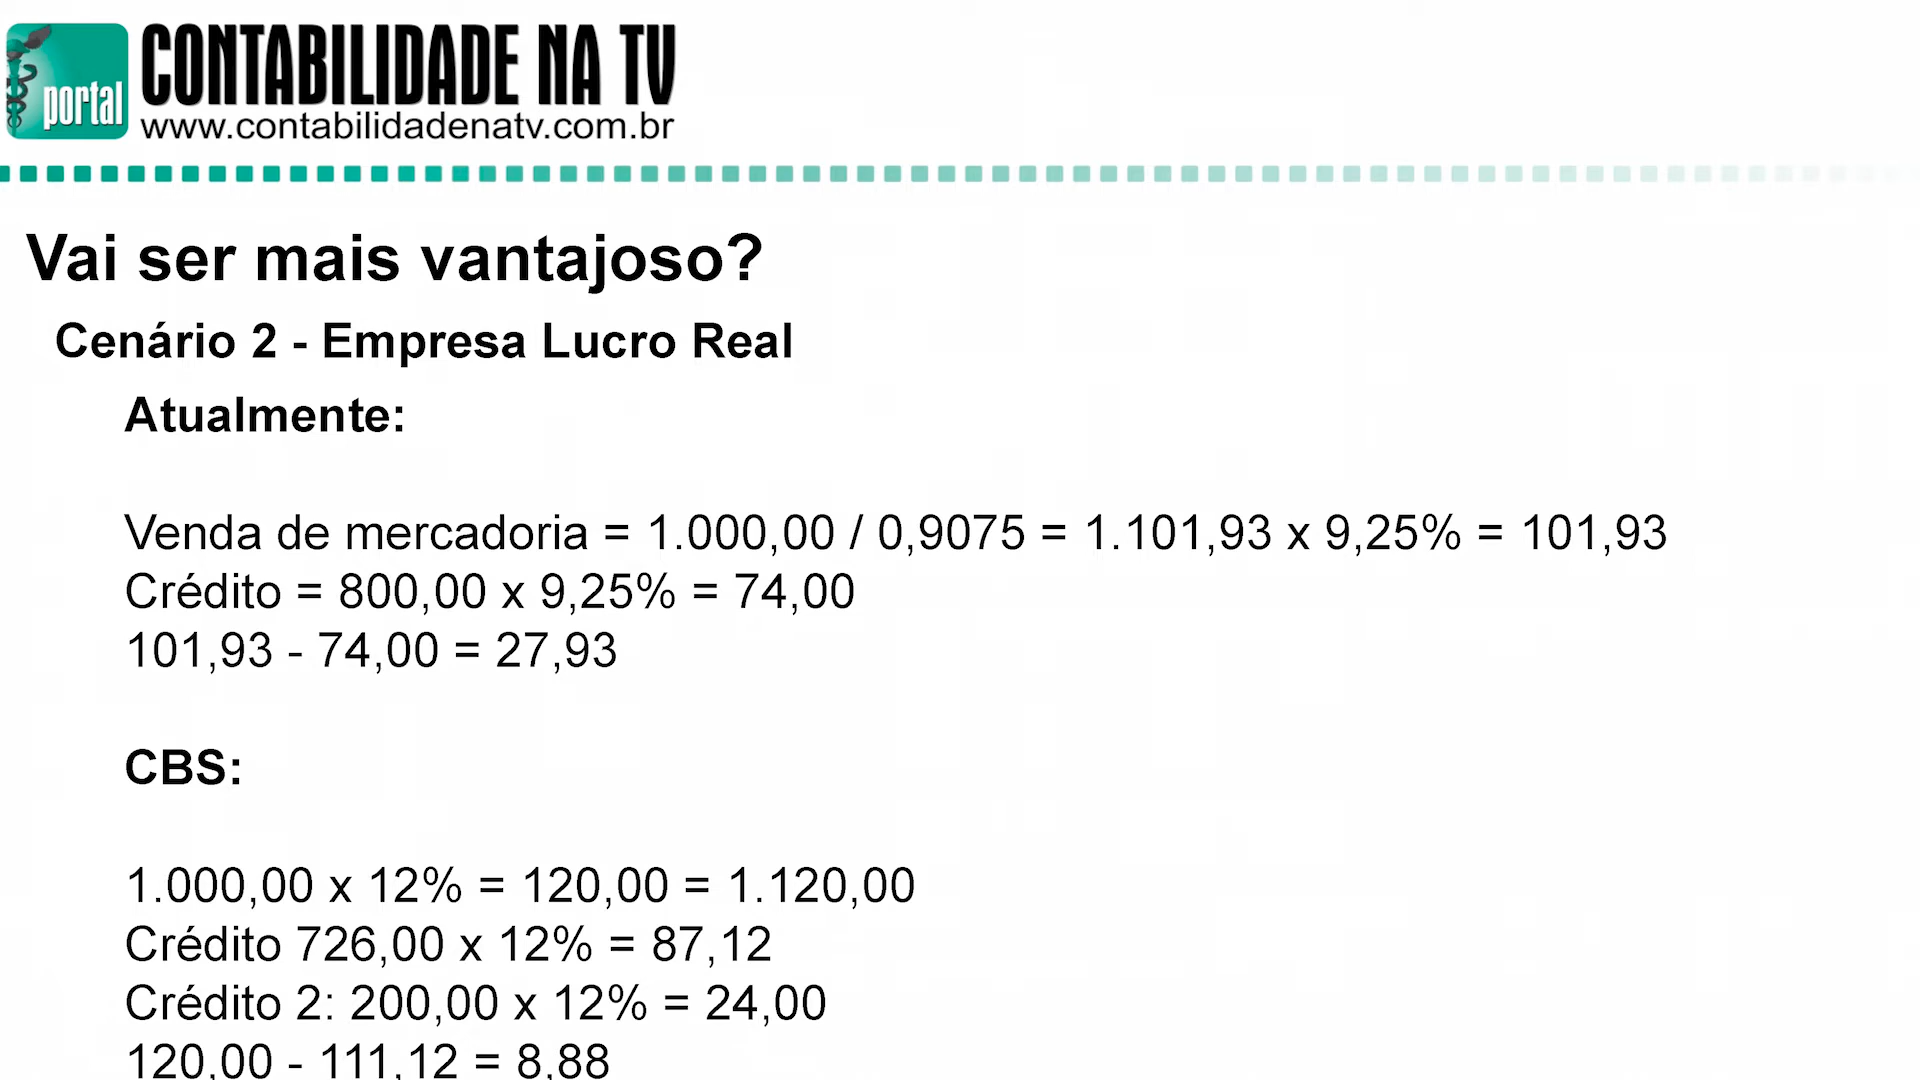 portal
CONTABILIDADE NA TV
www.contabilidadenatv.com.br
Vai ser mais vantajoso?
Cenário 2 - Empresa Lucro Real
Atualmente:
Venda de mercadoria = 1.000,00 / 0,9075 = 1.101,93 x 9,25% = 101,93
Crédito = 800,00 x 9,25% = 74,00
101,93 - 74,00 = 27,93
CBS:
1.000,00 x 12% = 120,00 = 1.120,00
Crédito 726,00 x 12% = 87,12
Crédito 2: 200,00 x 12% = 24,00
120,00 - 111,12 = 8,88